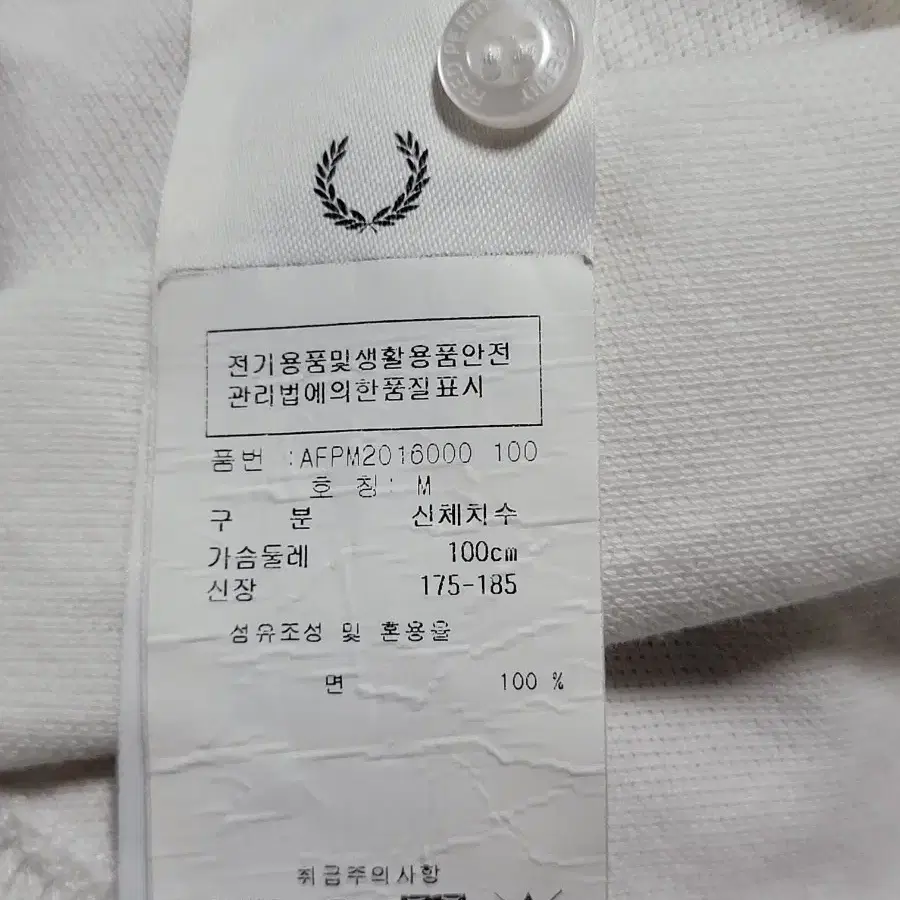 FRED PERRY
전기용품및생활용품안전
관리법에의한품질표시
품번 :AFPM2016000 100
호 칭: M
구 분 신체치수
가슴둘레 100cm
신장 175-185
섬유조성 및 혼용율
면 100 %
취급주의사항